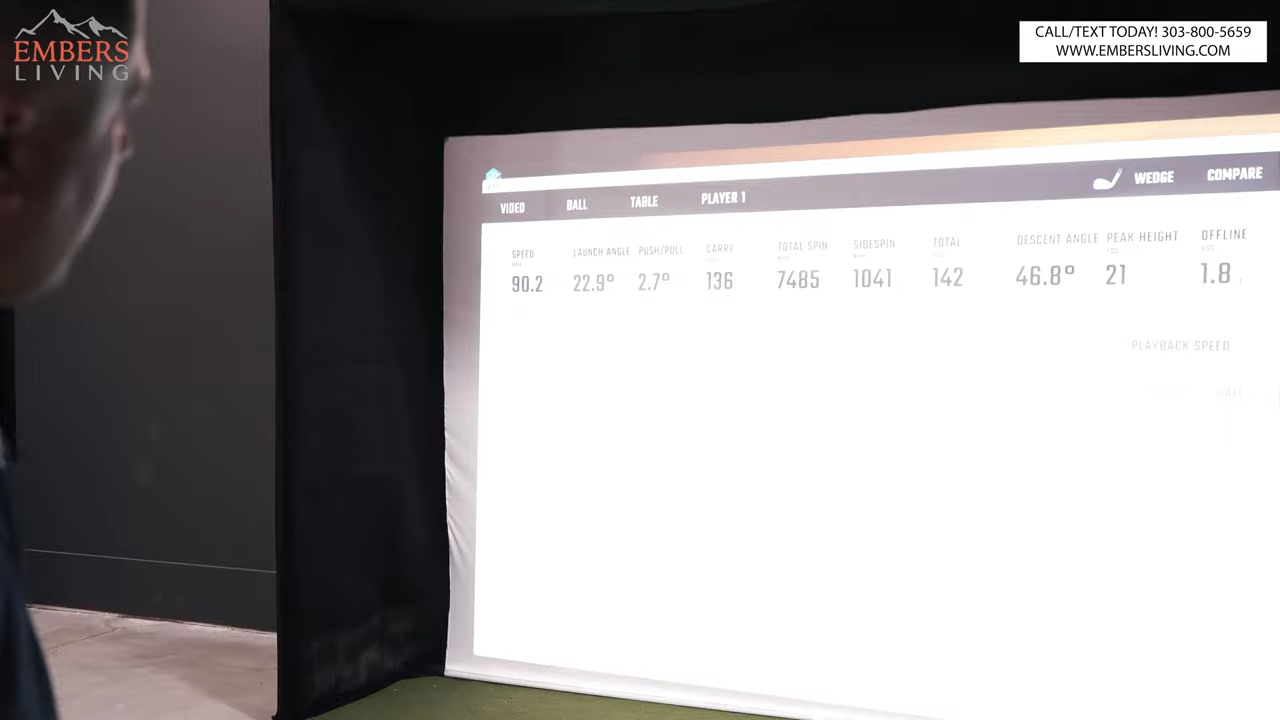 EMBERS
LIVING
CALL/TEXT TODAY! 303-800-5659
WWW.EMBERSLIVING.COM
VIDEO BALL TABLE PLAYER 1 WEDGE COMPARE
SPEED LAUNCH ANGLE PUSH/PULL CARRY TOTAL SPIN SIDESPIN TOTAL DESCENT ANGLE PEAK HEIGHT OFFLINE
90.2 22.9° 2.7° 136 7485 1041 142 46.8° 21 1.8
PLAYBACK SPEED